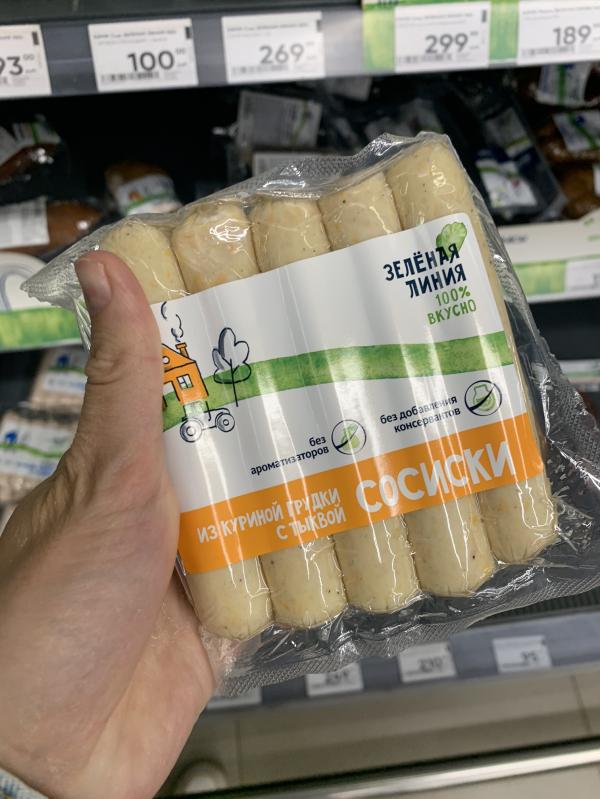 93
100
269
299
189
ЗЕЛЁНАЯ
ЛИНИЯ
100%
ВКУСНО
без
ароматизаторов
без добавления
консервантов
ИЗ КУРИНОЙ ГРУДКИ
С ТЫКВОЙ
СОСИСКИ